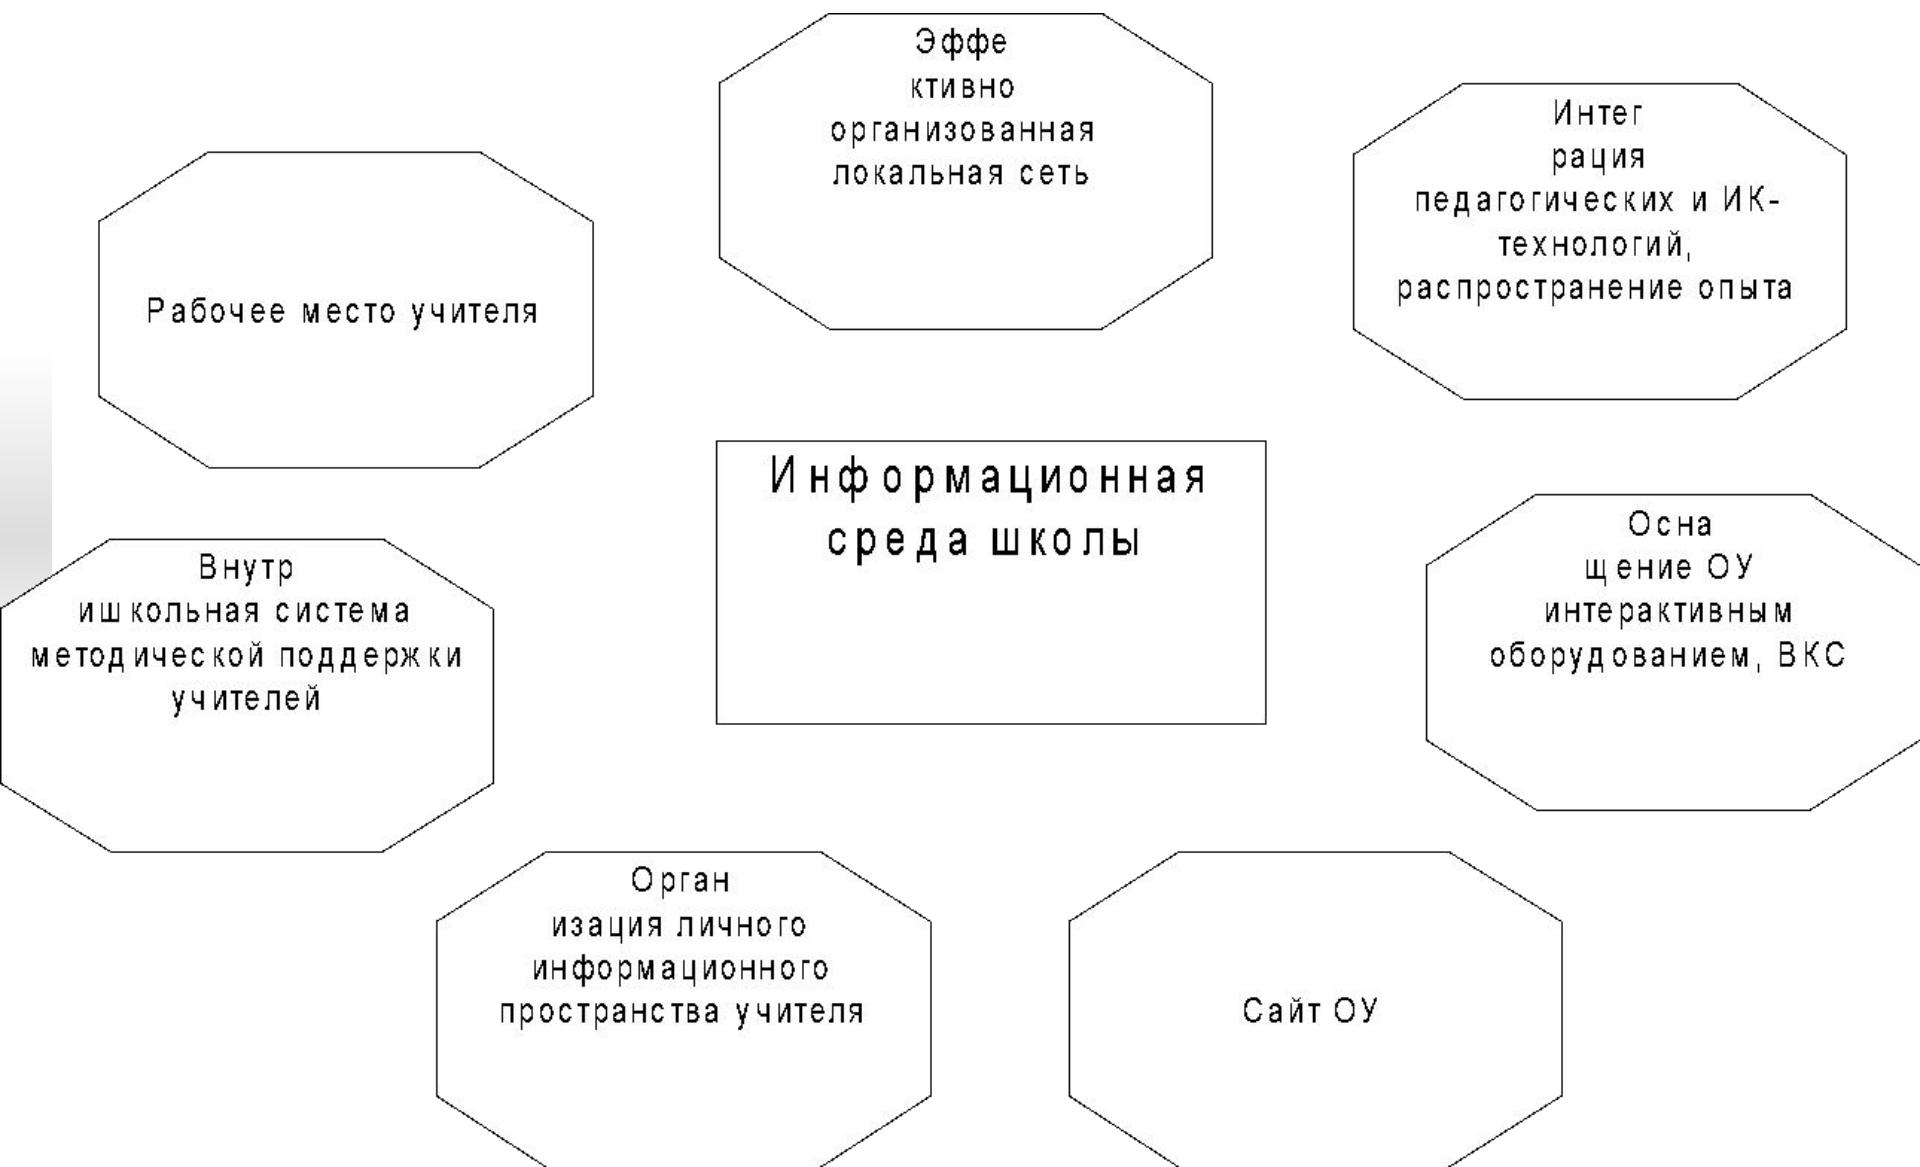 Эффе
ктивно
организованная
локальная сеть
Интег
рация
педагогических и ИК-
технологий,
распространение опыта
Рабочее место учителя
Информационная
среда школы
Осна
щение ОУ
интерактивным
оборудованием, ВКС
Внутр
ишкольная система
методической поддержки
учителей
Орган
изация личного
информационного
пространства учителя
Сайт ОУ